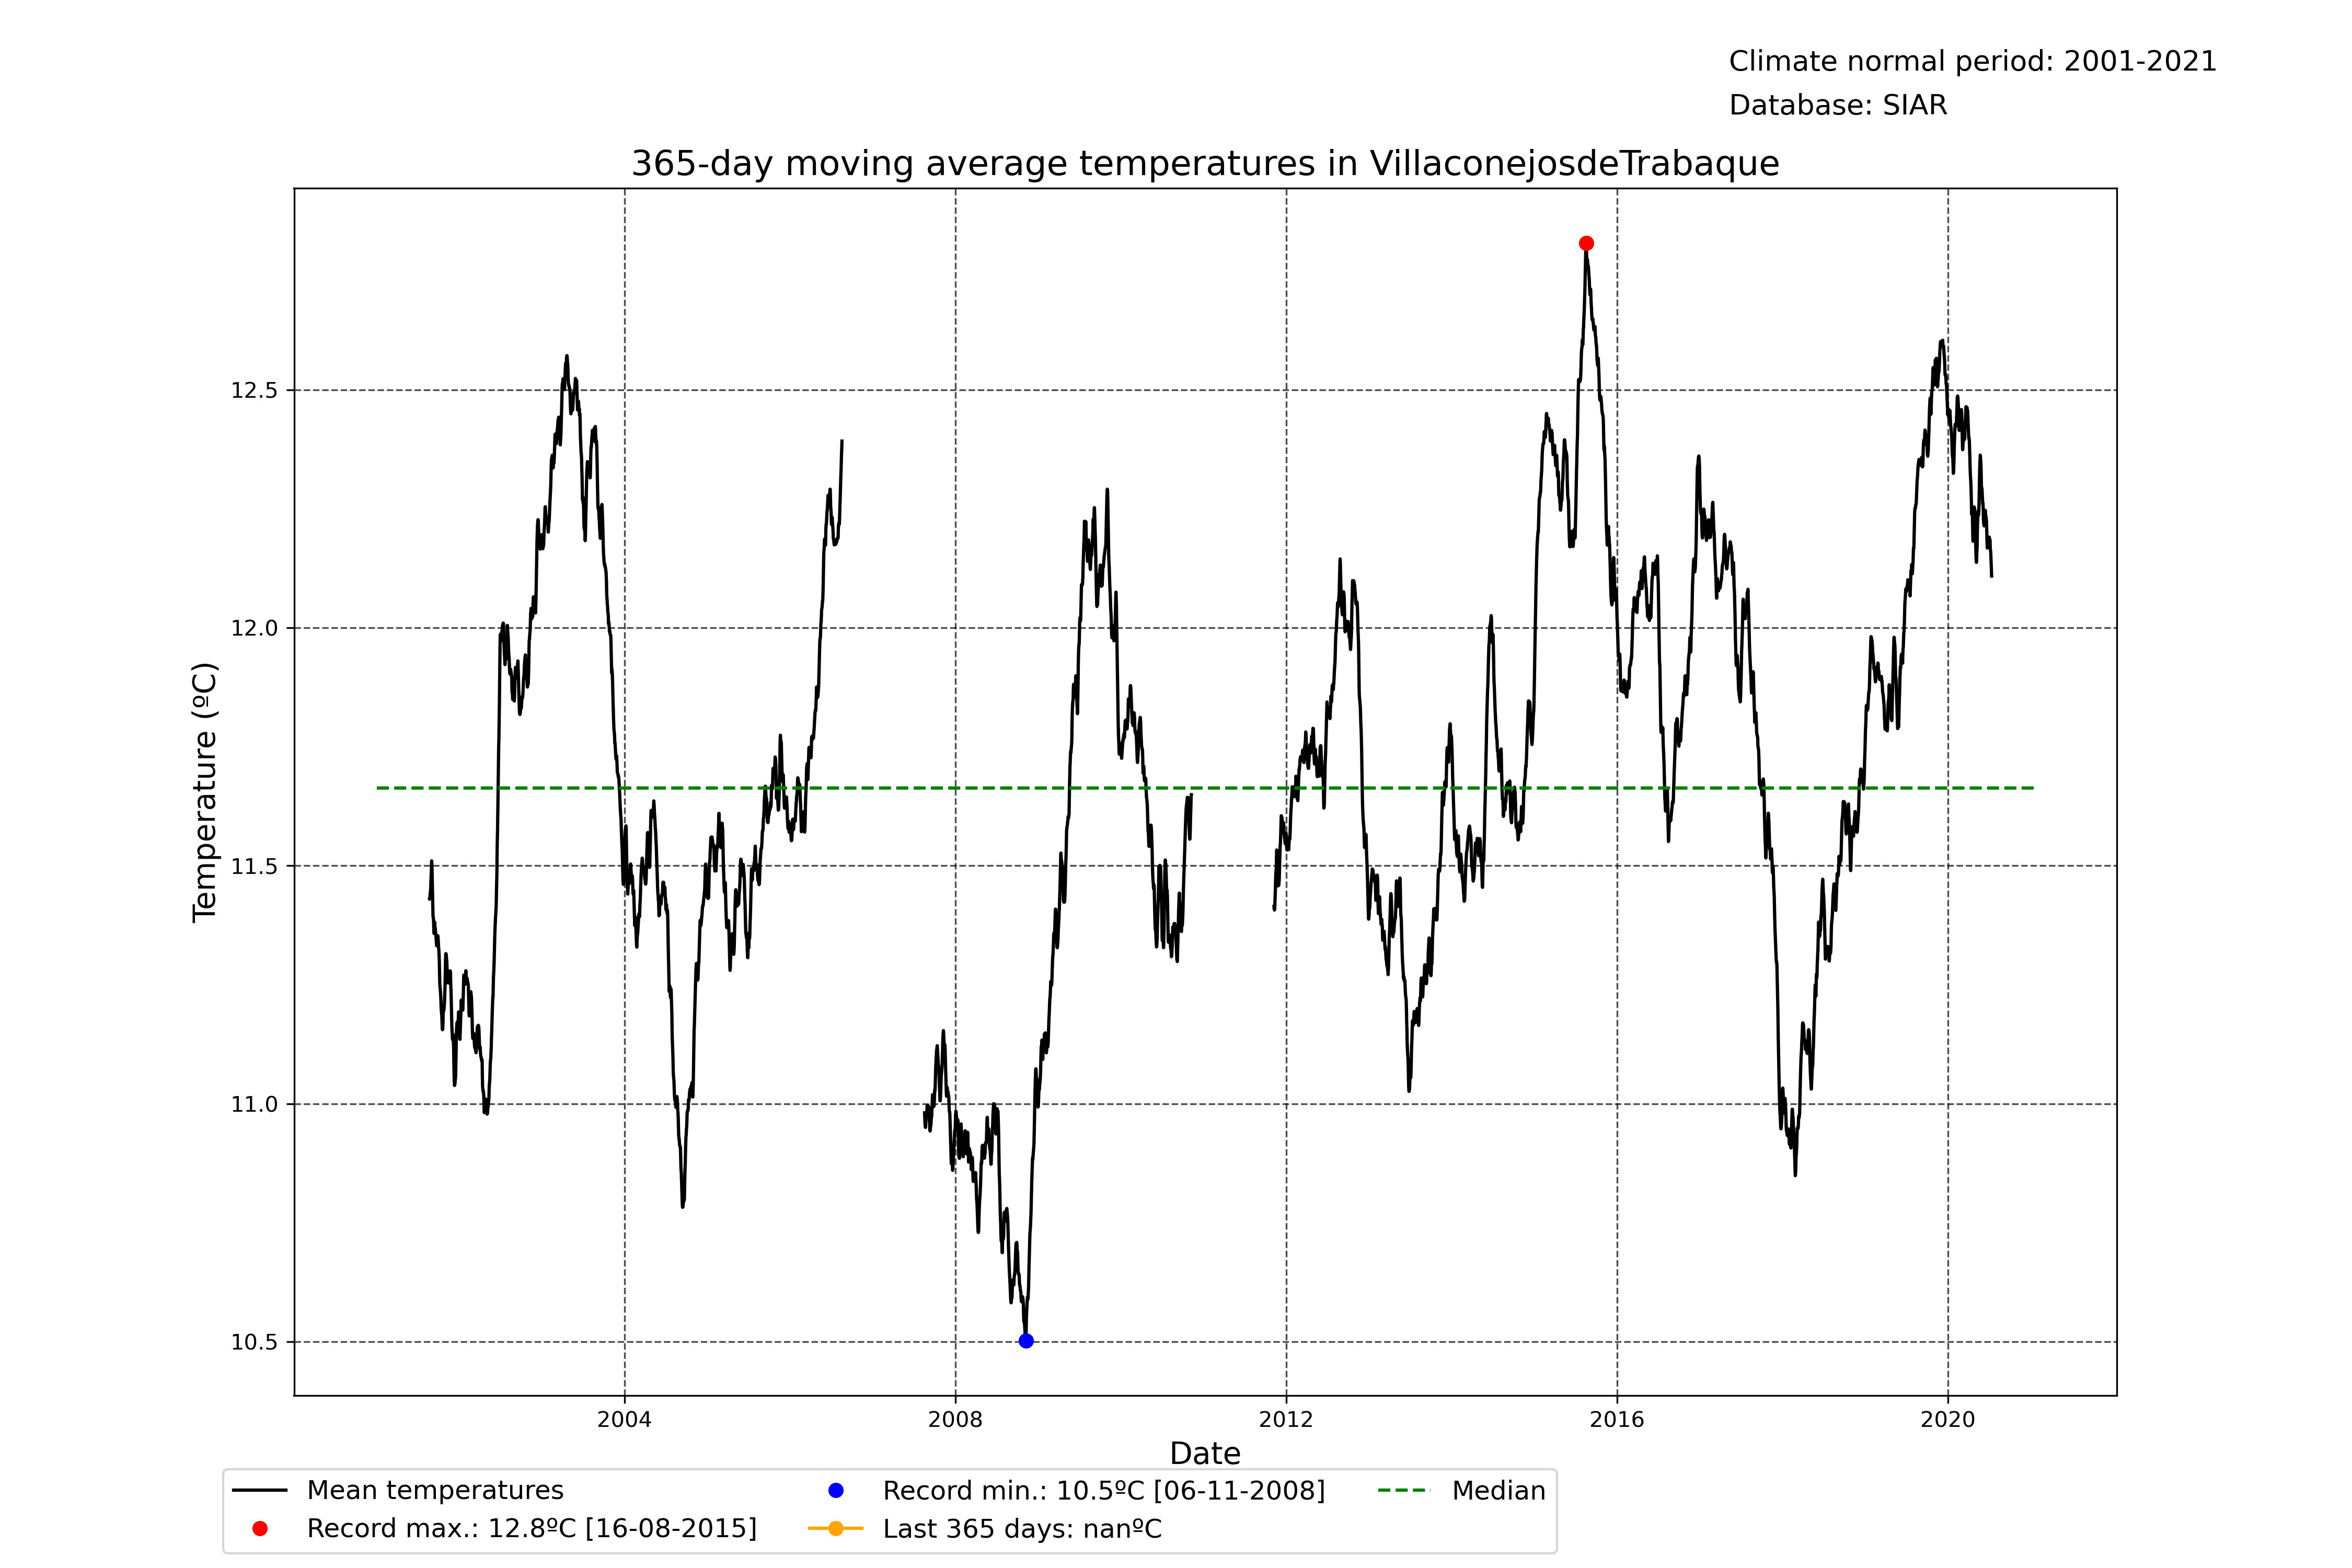 Climate normal period: 2001-2021
Database: SIAR
365-day moving average temperatures in VillaconejosdeTrabaque
Temperature (ºC)
12.5
12.0
11.5
11.0
10.5
2004
2008
2012
2016
2020
Date
Mean temperatures
Record max.: 12.8ºC [16-08-2015]
Record min.: 10.5ºC [06-11-2008]
Last 365 days: nanºC
Median